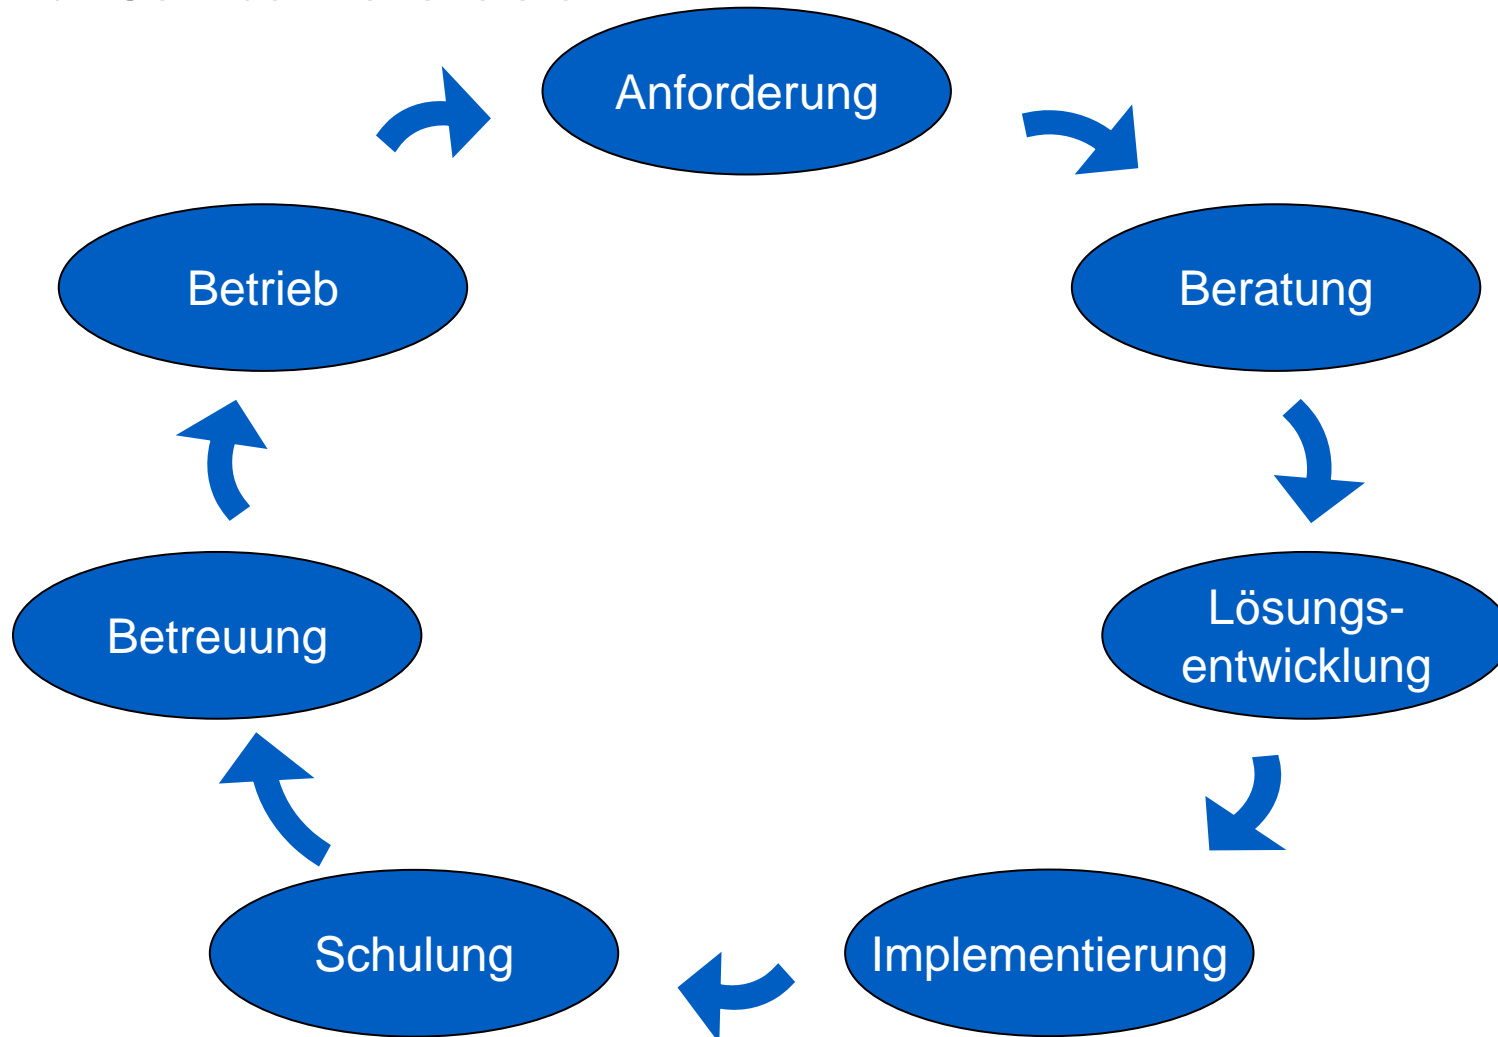 Anforderung
Beratung
Lösungs-
entwicklung
Implementierung
Schulung
Betreuung
Betrieb